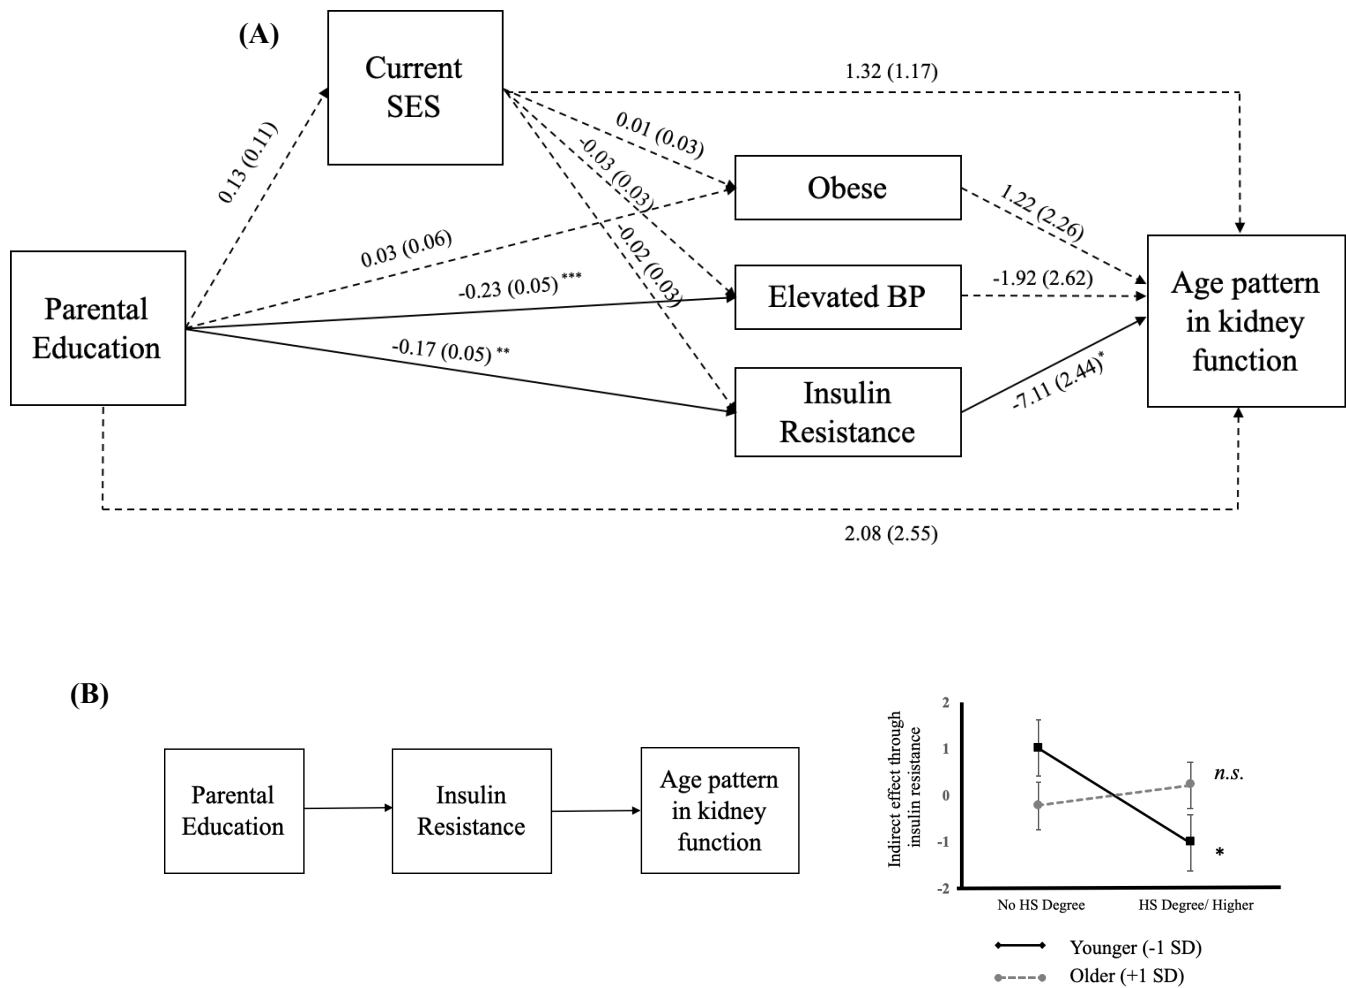 (A)
Current
SES
1.32 (1.17)
0.13 (0.11)
0.01 (0.03)
-0.03 (0.03)
-0.02 (0.03)
Obese
1.22 (2.26)
0.03 (0.06)
Parental
Education
-0.23 (0.05) ***
Elevated BP
-1.92 (2.62)
Age pattern
in kidney
function
-0.17 (0.05) **
Insulin
Resistance
-7.11 (2.44)*
2.08 (2.55)
(B)
Parental
Education
Insulin
Resistance
Age pattern
in kidney
function
Indirect effect through
insulin resistance
2
1
0
-1
-2
n.s.
*
No HS Degree
HS Degree/ Higher
Younger (-1 SD)
Older (+1 SD)